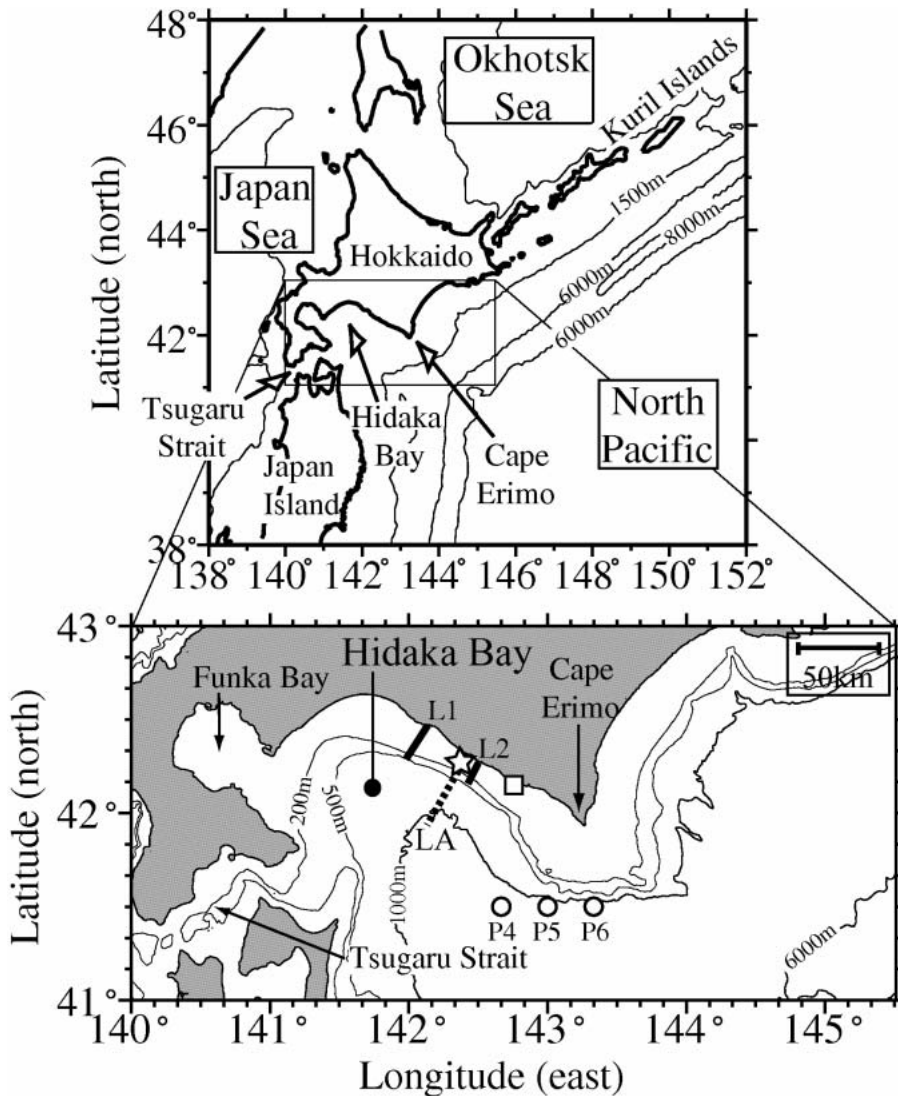 48°
46°
44°
42°
40°
38°
Latitude (north)
Okhotsk
Sea
Kuril Islands
Japan
Sea
1500m
8000m
6000m
6000m
Hokkaido
Tsugaru
Strait
Hidaka
Bay
Cape
Erimo
North
Pacific
Japan
Island
138° 140° 142° 144° 146° 148° 150° 152°
43°
42°
41°
Latitude (north)
Hidaka Bay
Funka Bay
Cape
Erimo
50km
L1
L2
200m
500m
LA
1000m
P4 P5 P6
Tsugaru Strait
6000m
140° 141° 142° 143° 144° 145°
Longitude (east)